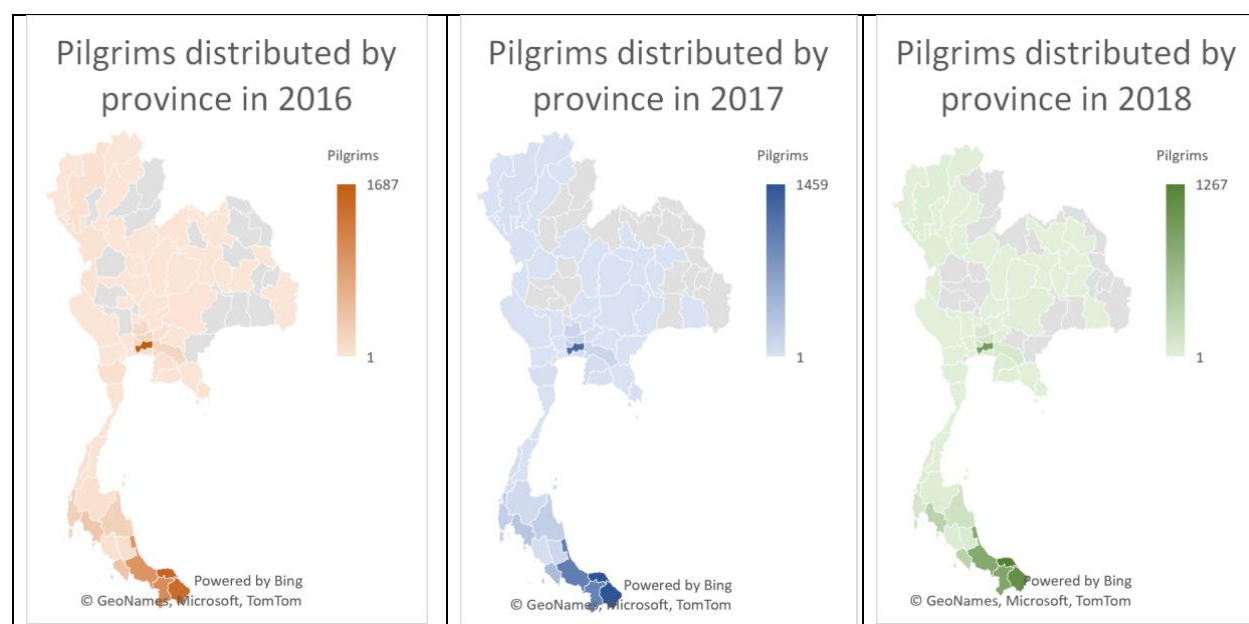 Pilgrims distributed by
province in 2016
Pilgrims
1687
1
Powered by Bing
© GeoNames, Microsoft, TomTom
Pilgrims distributed by
province in 2017
Pilgrims
1459
1
Powered by Bing
© GeoNames, Microsoft, TomTom
Pilgrims distributed by
province in 2018
Pilgrims
1267
1
Powered by Bing
© GeoNames, Microsoft, TomTom